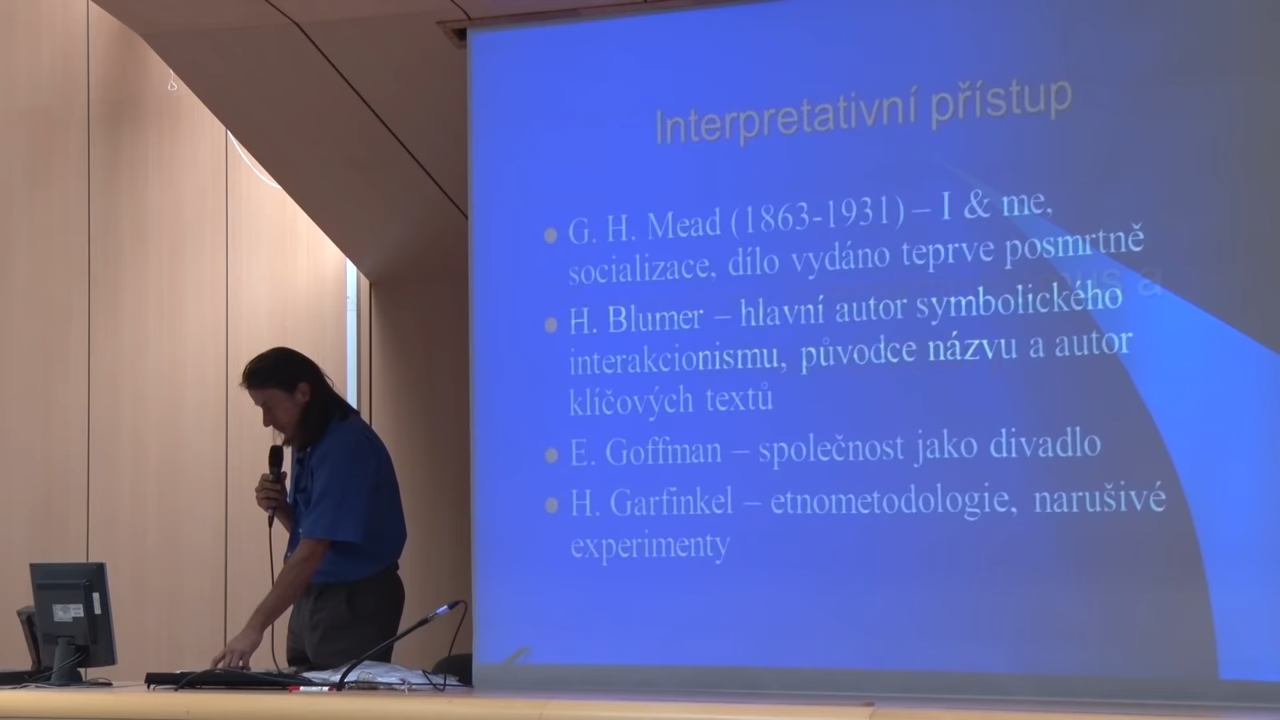 Interpretativní přístup
G. H. Mead (1863-1931) – I & me,
socializace, dílo vydáno teprve posmrtně
H. Blumer – hlavní autor symbolického
interakcionismu, původce názvu a autor
klíčových textů
E. Goffman – společnost jako divadlo
H. Garfinkel – etnometodologie, narušivé
experimenty